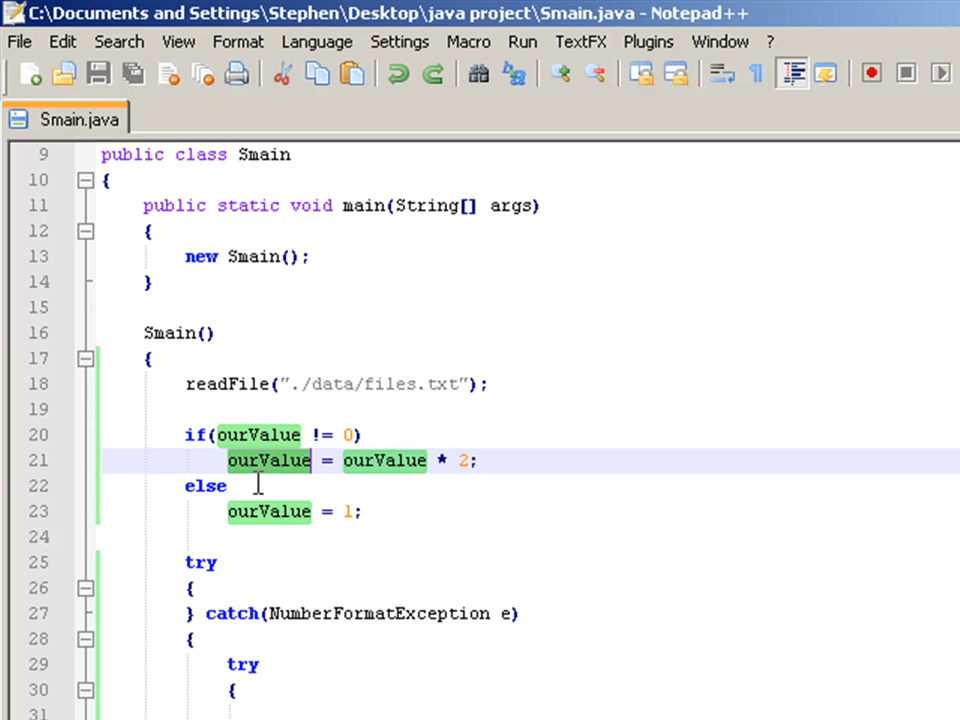 C:\Documents and Settings\Stephen\Desktop\java project\Smain.java - Notepad++
File Edit Search View Format Language Settings Macro Run TextFX Plugins Window ?
Smain.java
9 public class Smain
10 {
11 public static void main(String[] args)
12 {
13 new Smain();
14 }
15
16 Smain()
17 {
18 readFile("./data/files.txt");
19
20 if(ourValue != 0)
21 ourValue = ourValue * 2;
22 else
23 ourValue = 1;
24
25 try
26 {
27 } catch(NumberFormatException e)
28 {
29 try
30 {
31